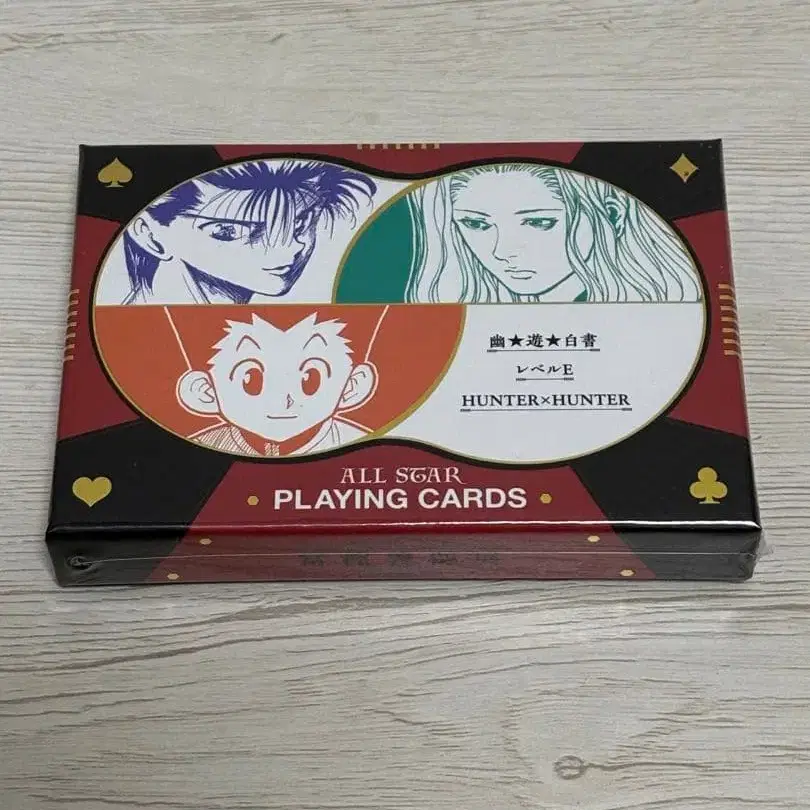 幽★遊★白書
レベルE
HUNTER×HUNTER
ALL STAR
PLAYING CARDS